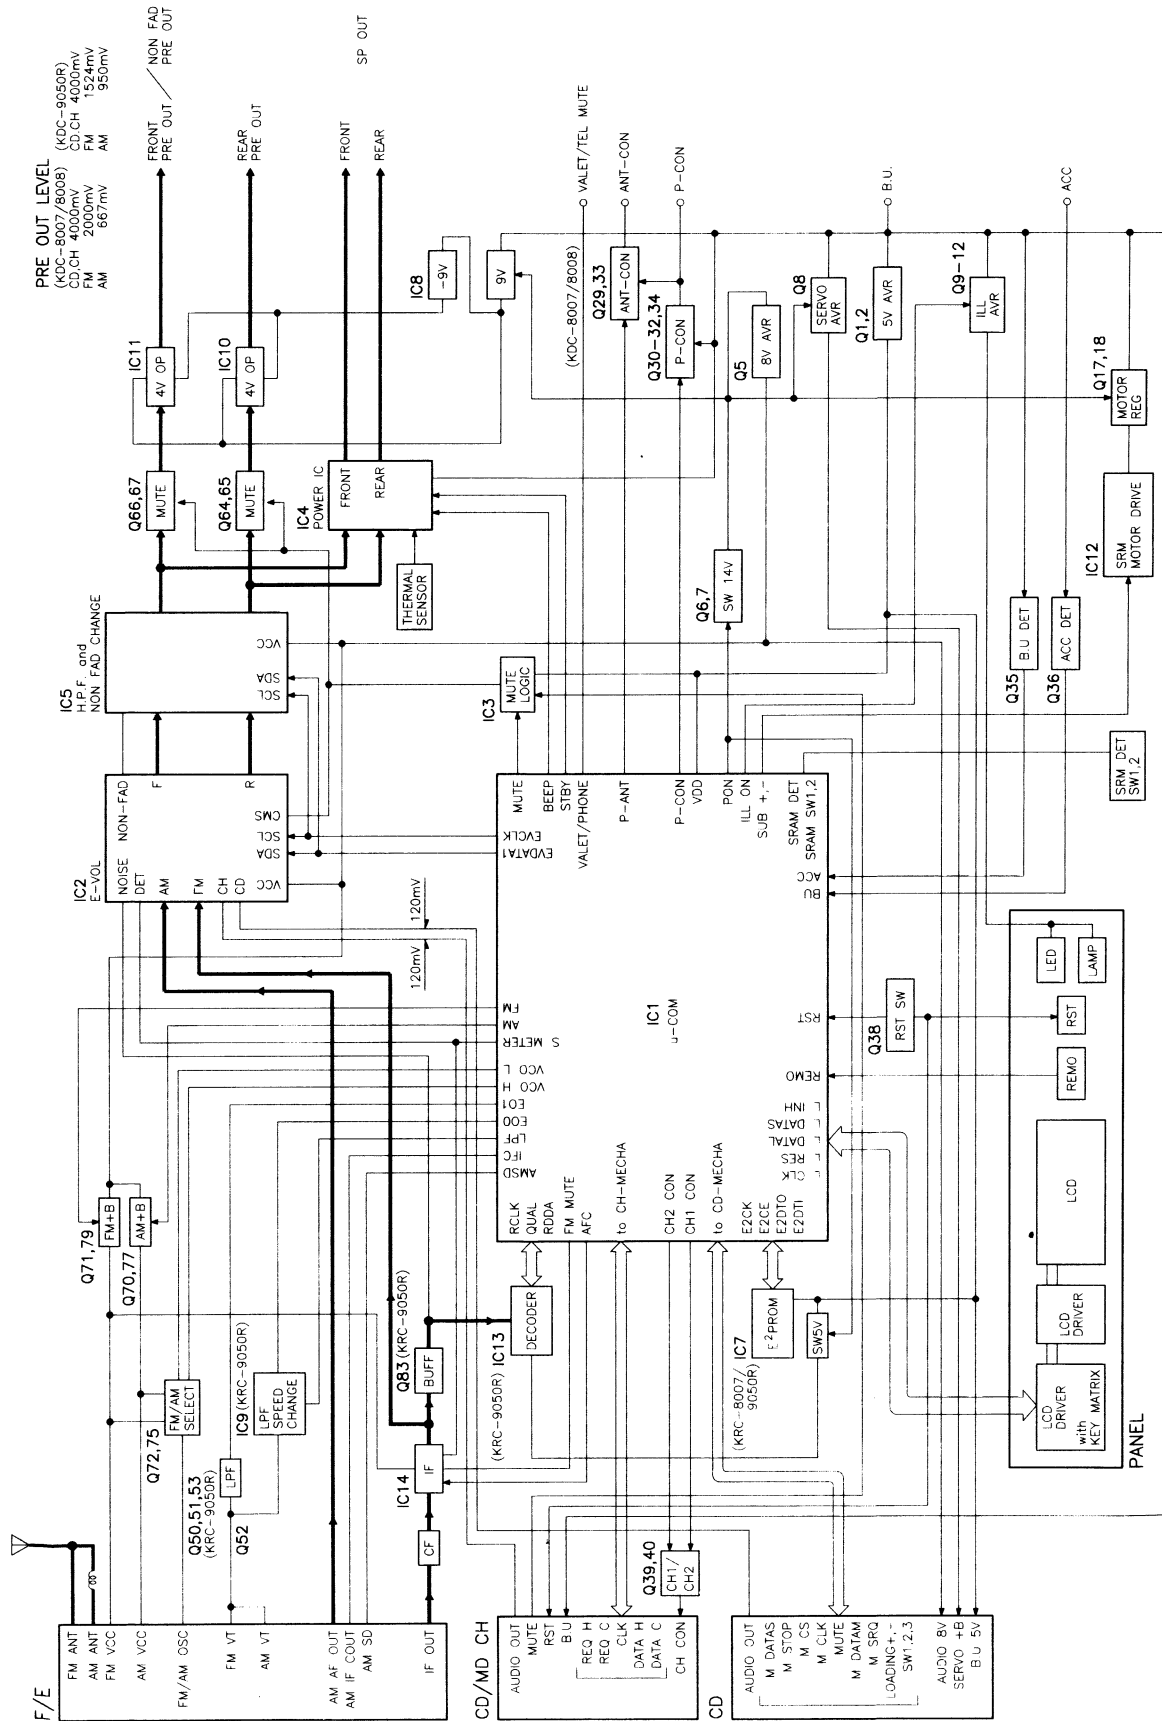 PRE OUT LEVEL
(KDC-8007/8008)
CD,CH 4000mV
FM 2000mV
AM 667mV
(KDC-9050R)
CD,CH 4000mV
FM 1524mV
AM 950mV
FRONT
PRE OUT
NON FAD
PRE OUT
REAR
PRE OUT
FRONT
REAR
SP OUT
VALET/TEL MUTE
ANT-CON
P-CON
B.U.
ACC
IC11
4V OP
IC10
4V OP
IC8
-9V
9V
Q29,33
ANT-CON
(KDC-8007/8008)
Q30-32,34
P-CON
Q5
8V AVR
Q8
SERVO
AVR
Q1,2
5V AVR
Q9-12
ILL
AVR
Q17,18
MOTOR
REG
Q66,67
MUTE
Q64,65
MUTE
IC4
POWER IC
FRONT
REAR
THERMAL
SENSOR
Q6,7
SW 14V
IC12
SRM
MOTOR DRIVE
Q35
B.U DET
Q36
ACC DET
SRM DET
SW1,2
IC5
H.P.F. and
NON FAD CHANGE
SCL
SDA
VCC
IC3
MUTE
LOGIC
IC2
E-VOL
NOISE
DET
NON-FAD
AM
FM
CH
CD
F
R
CMS
SCL
SDA
VCC
120mV
120mV
IC1
u-COM
MUTE
BEEP
STBY
VALET/PHONE
P-ANT
P-CON
VDD
PON
ILL ON
SUB +,-
SRAM DET
SRAM SW1,2
EVCLK
EVDATA1
FM
AM
S METER
VCO L
VCO H
EO1
EO0
LPF
IFC
AMSD
RCLK
QUAL
RDDA
FM MUTE
AFC
to CH-MECHA
CH2 CON
CH1 CON
to CD-MECHA
E2CK
E2CE
E2DTO
E2DTI
ACC
BU
RST
REMO
L INH
L DATAS
L DATAL
L RES
L CLK
Q38
RST SW
Q71,79
FM+B
Q70,77
AM+B
Q72,75
FM/AM
SELECT
IC9 (KRC-9050R)
LPF
SPEED
CHANGE
Q50,51,53
(KRC-9050R)
LPF
Q52
Q83 (KRC-9050R)
BUFF
IC14
IF
CF
(KRC-9050R)
IC13
DECODER
(KRC-8007/
9050R)
IC7
E2PROM
SW5V
Q39,40
CH1/
CH2
F/E
FM ANT
AM ANT
FM VCC
AM VCC
FM/AM OSC
FM VT
AM VT
AM AF OUT
AM IF COUT
AM SD
IF OUT
CD/MD CH
AUDIO OUT
MUTE
RST
B.U
REQ H
REQ C
CLK
DATA H
DATA C
CH CON
CD
AUDIO OUT
M DATAS
M STOP
M CS
M CLK
MUTE
M DATAM
M SRQ
LOADING+,-
SW1,2,3
AUDIO 8V
SERVO +B
B.U 5V
PANEL
LED
LAMP
RST
REMO
LCD
LCD
DRIVER
LCD
DRIVER
with
KEY MATRIX